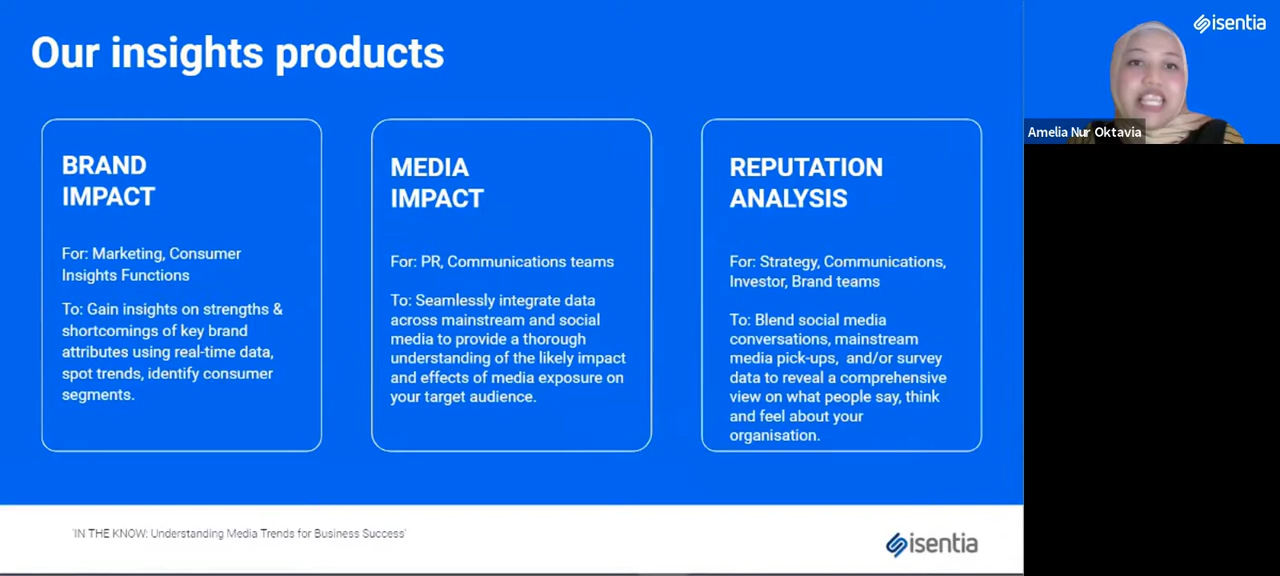 Our insights products
isentia
Amelia Nur Oktavia
BRAND
IMPACT
For: Marketing, Consumer
Insights Functions
To: Gain insights on strengths &
shortcomings of key brand
attributes using real-time data,
spot trends, identify consumer
segments.
MEDIA
IMPACT
For: PR, Communications teams
To: Seamlessly integrate data
across mainstream and social
media to provide a thorough
understanding of the likely impact
and effects of media exposure on
your target audience.
REPUTATION
ANALYSIS
For: Strategy, Communications,
Investor, Brand teams
To: Blend social media
conversations, mainstream
media pick-ups, and/or survey
data to reveal a comprehensive
view on what people say, think
and feel about your
organisation.
'IN THE KNOW: Understanding Media Trends for Business Success'
isentia